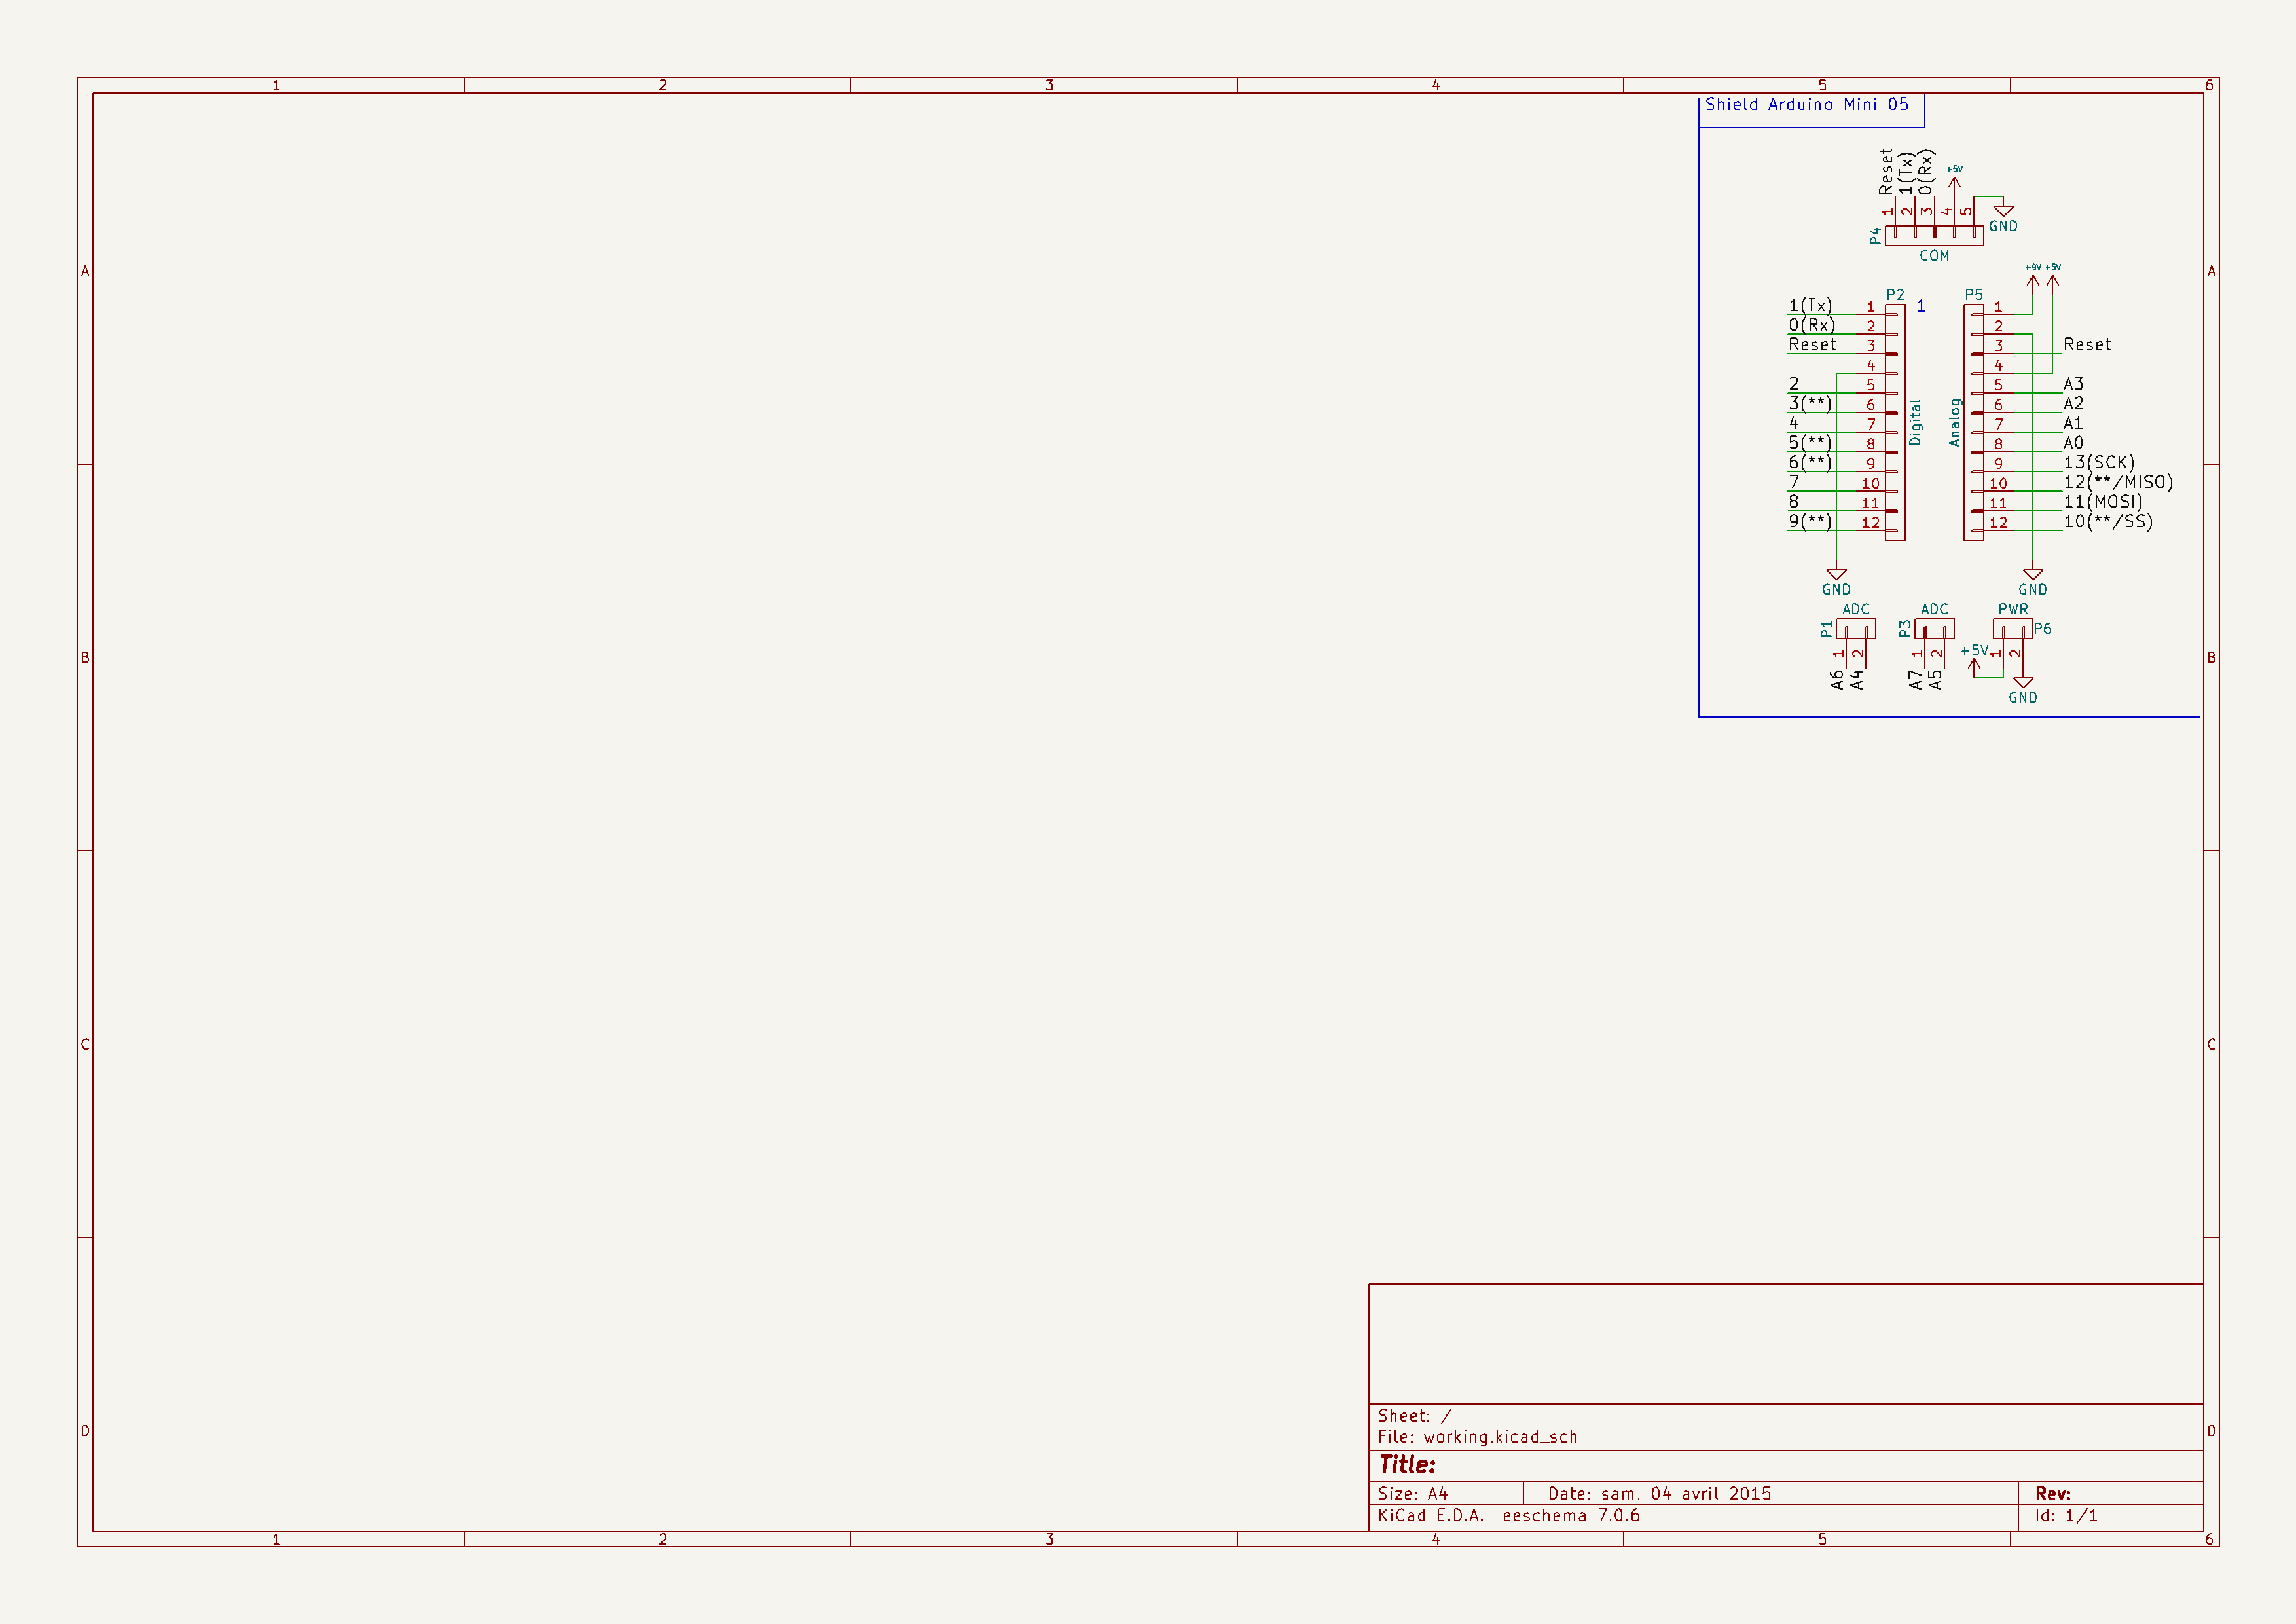 1 2 3 4 5 6
Shield Arduino Mini 05
Reset
1(Tx)
0(Rx)
+5V
1 2 3 4 5
GND
P4
COM
A
A
+9V +5V
P2
1
P5
1(Tx) 1
0(Rx) 2
Reset 3
4
2 5
3(**) 6
4 7
5(**) 8
6(**) 9
7 10
8 11
9(**) 12
Digital
Analog
1
2
3 Reset
4
5 A3
6 A2
7 A1
8 A0
9 13(SCK)
10 12(**/MISO)
11 11(MOSI)
12 10(**/SS)
GND
GND
ADC
P1
1 2
A6
A4
ADC
P3
1 2
A7
A5
PWR
P6
+5V
1 2
GND
B
B
C
C
D
D
Sheet: /
File: working.kicad_sch
Title:
Size: A4
Date: sam. 04 avril 2015
Rev:
KiCad E.D.A. eeschema 7.0.6
Id: 1/1
1 2 3 4 5 6